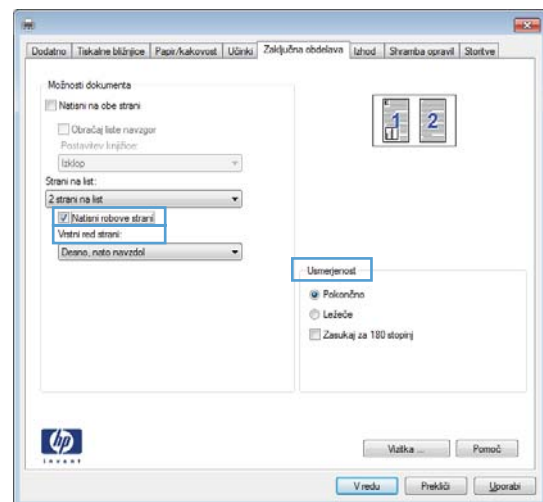 Dodatno Tiskalne bližnjice Papir/kakovost Učinki Zaključna obdelava Izhod Shramba opravil Storitve
Možnosti dokumenta
Natisni na obe strani
Obračaj liste navzgor
Postavitev knjižice:
Izklop
Strani na list:
2 strani na list
Natisni robove strani
Vrstni red strani:
Desno, nato navzdol
1 2
Usmerjenost
Pokončno
Ležeče
Zasukaj za 180 stopinj
hp
invent
Vizitka ... Pomoč
V redu Prekliči Uporabi